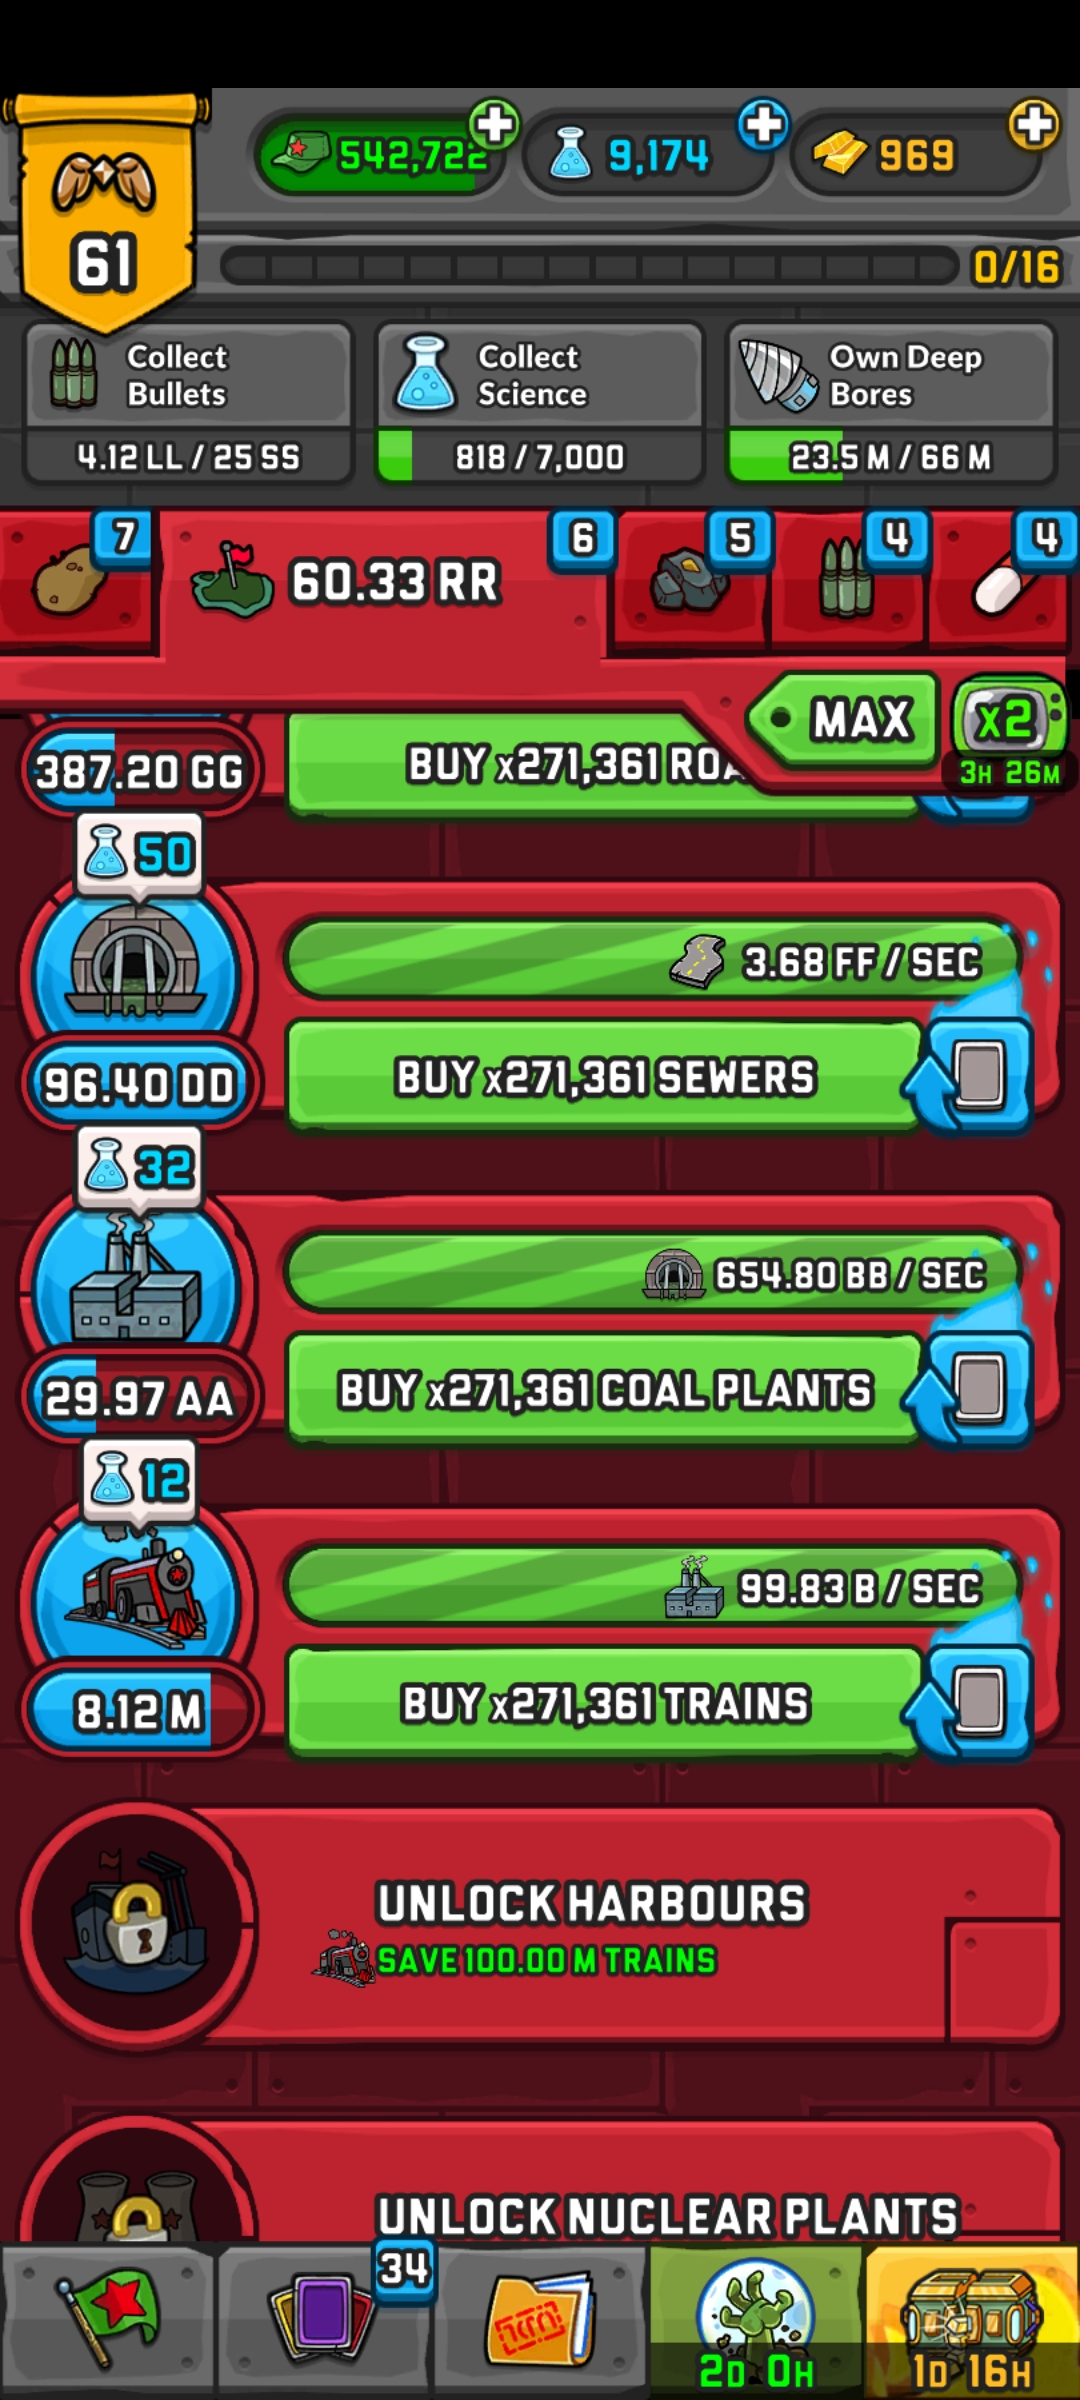 542,722
9,174
969
61
0/16
Collect
Bullets
Collect
Science
Own Deep
Bores
4.12 LL / 25 SS
818 / 7,000
23.5 M / 66 M
7
60.33 RR
6
5
4
4
MAX
x2
3H 26M
387.20 GG
BUY x271,361
50
3.68 FF / SEC
96.40 DD
BUY x271,361 SEWERS
32
654.80 BB / SEC
29.97 AA
BUY x271,361 COAL PLANTS
12
99.83 B / SEC
8.12 M
BUY x271,361 TRAINS
UNLOCK HARBOURS
SAVE 100.00 M TRAINS
UNLOCK NUCLEAR PLANTS
34
2D 0H
1D 16H